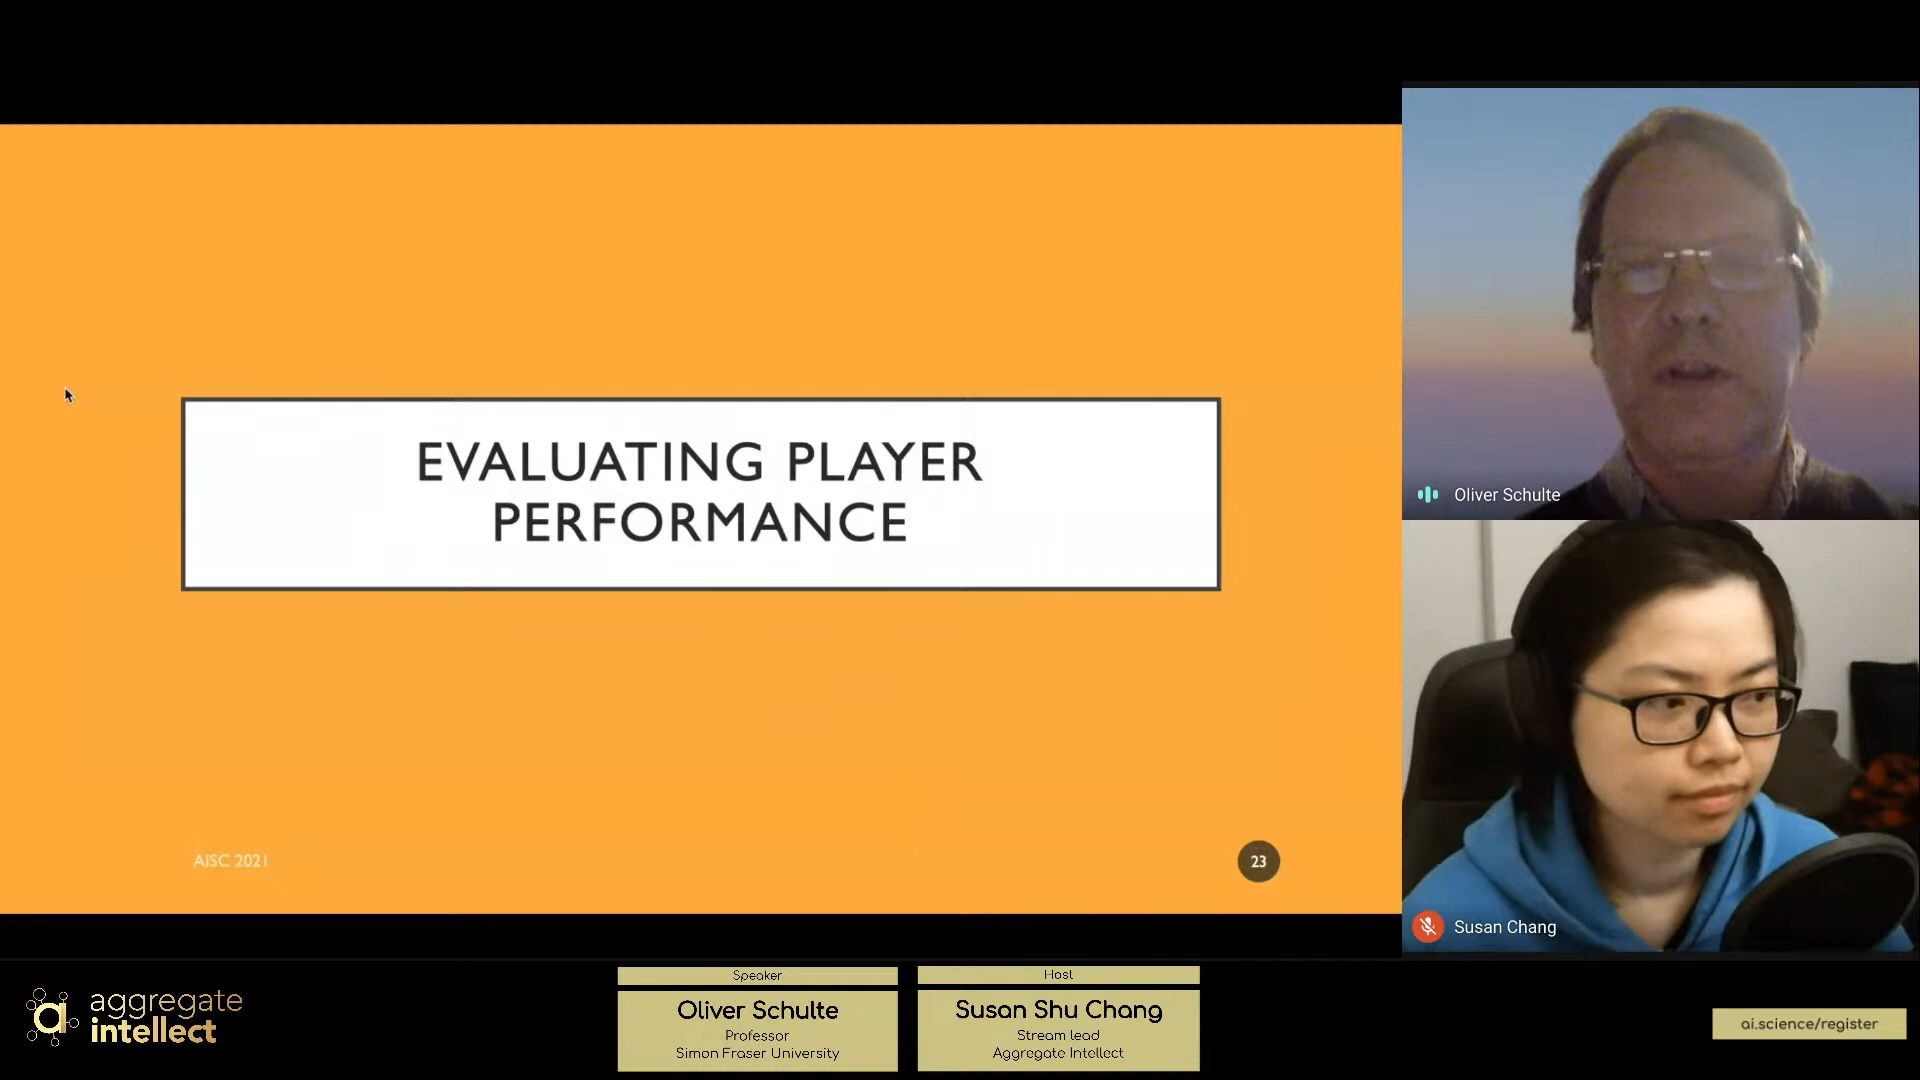 EVALUATING PLAYER
PERFORMANCE
AISC 2021
23
Oliver Schulte
Susan Chang
aggregate
intellect
Speaker
Oliver Schulte
Professor
Simon Fraser University
Host
Susan Shu Chang
Stream lead
Aggregate Intellect
ai.science/register